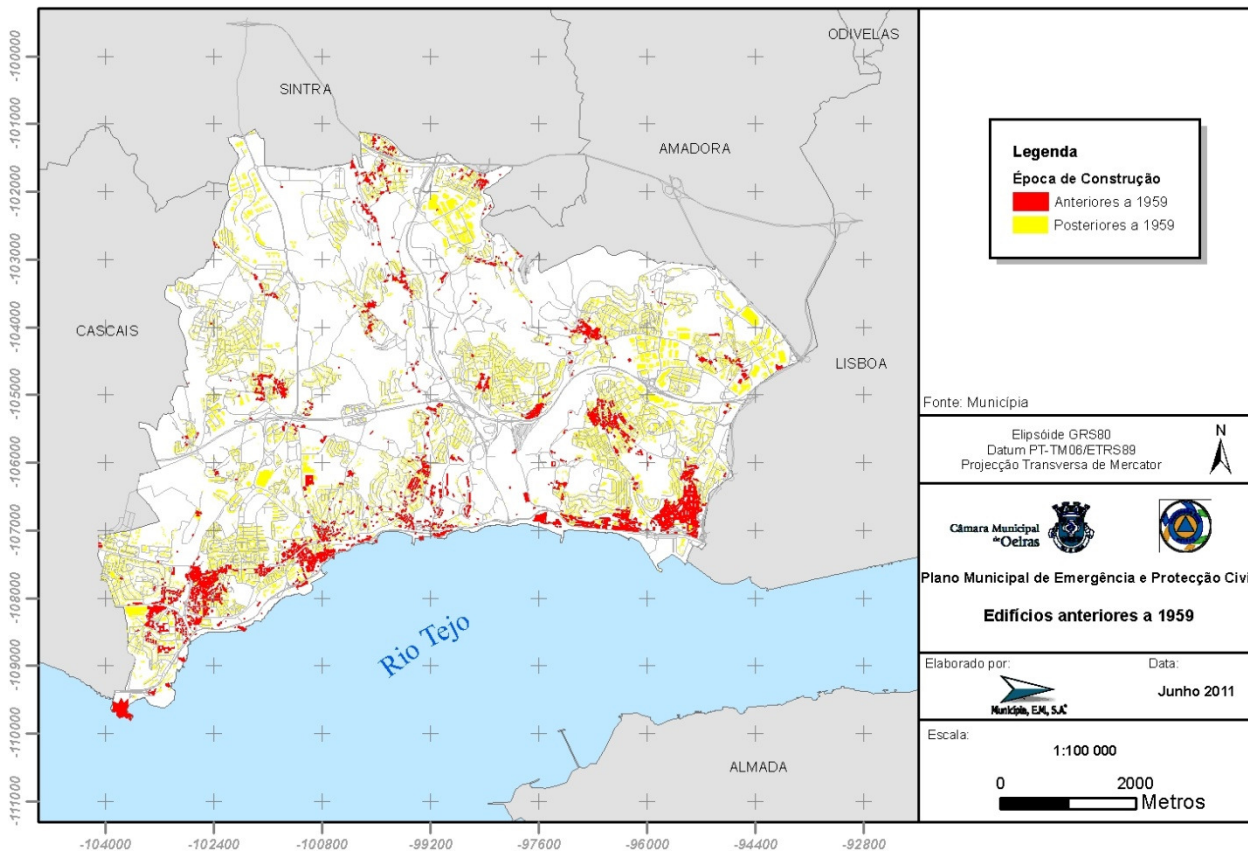 ODIVELAS
SINTRA
AMADORA
CASCAIS
LISBOA
Rio Tejo
ALMADA
-100000
-101000
-102000
-103000
-104000
-105000
-106000
-107000
-108000
-109000
-110000
-111000
-104000
-102400
-100800
-99200
-97600
-96000
-94400
-92800
Legenda
Época de Construção
Anteriores a 1959
Posteriores a 1959
Fonte: Municípia
Elipsóide GRS80
Datum PT-TM06/ETRS89
Projecção Transversa de Mercator
N
Câmara Municipal
de Oeiras
Plano Municipal de Emergência e Protecção Civi
Edifícios anteriores a 1959
Elaborado por:
Municípia, E.M., S.A.
Data:
Junho 2011
Escala:
1:100 000
0 2000
Metros